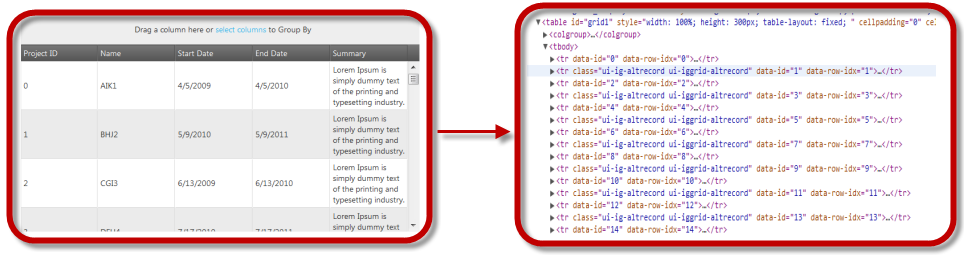 Drag a column here or select columns to Group By
Project ID Name Start Date End Date Summary
Lorem Ipsum is
simply dummy text
0 AIK1 4/5/2009 4/5/2010 of the printing and
typesetting industry.
Lorem Ipsum is
simply dummy text
1 BHJ2 5/9/2010 5/9/2011 of the printing and
typesetting industry.
Lorem Ipsum is
simply dummy text
2 CGI3 6/13/2009 6/13/2010 of the printing and
typesetting industry.
Lorem Ipsum is
simply dummy text
▼<table id="grid1" style="width: 100%; height: 300px; table-layout: fixed; " cellpadding="0"
▶<colgroup>…</colgroup>
▼<tbody>
▶<tr data-id="0" data-row-idx="0">…</tr>
▶<tr class="ui-ig-altrecord ui-iggrid-altrecord" data-id="1" data-row-idx="1">…</tr>
▶<tr data-id="2" data-row-idx="2">…</tr>
▶<tr class="ui-ig-altrecord ui-iggrid-altrecord" data-id="3" data-row-idx="3">…</tr>
▶<tr data-id="4" data-row-idx="4">…</tr>
▶<tr class="ui-ig-altrecord ui-iggrid-altrecord" data-id="5" data-row-idx="5">…</tr>
▶<tr data-id="6" data-row-idx="6">…</tr>
▶<tr class="ui-ig-altrecord ui-iggrid-altrecord" data-id="7" data-row-idx="7">…</tr>
▶<tr data-id="8" data-row-idx="8">…</tr>
▶<tr class="ui-ig-altrecord ui-iggrid-altrecord" data-id="9" data-row-idx="9">…</tr>
▶<tr data-id="10" data-row-idx="10">…</tr>
▶<tr class="ui-ig-altrecord ui-iggrid-altrecord" data-id="11" data-row-idx="11">…</tr>
▶<tr data-id="12" data-row-idx="12">…</tr>
▶<tr class="ui-ig-altrecord ui-iggrid-altrecord" data-id="13" data-row-idx="13">…</tr>
▶<tr data-id="14" data-row-idx="14">…</tr>